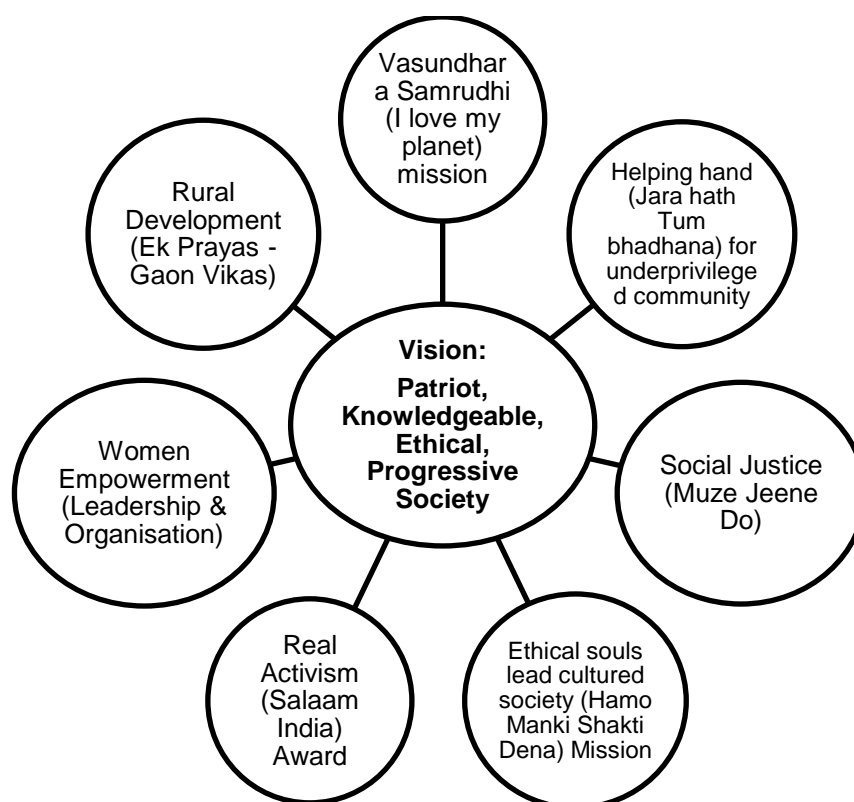 Vasundhar
a Samrudhi
(I love my
planet)
mission
Helping hand
(Jara hath
Tum
bhadhana) for
underprivilege
d community
Social Justice
(Muze Jeene
Do)
Ethical souls
lead cultured
society (Hamo
Manki Shakti
Dena) Mission
Real
Activism
(Salaam
India)
Award
Women
Empowerment
(Leadership &
Organisation)
Rural
Development
(Ek Prayas -
Gaon Vikas)
Vision:
Patriot,
Knowledgeable,
Ethical,
Progressive
Society